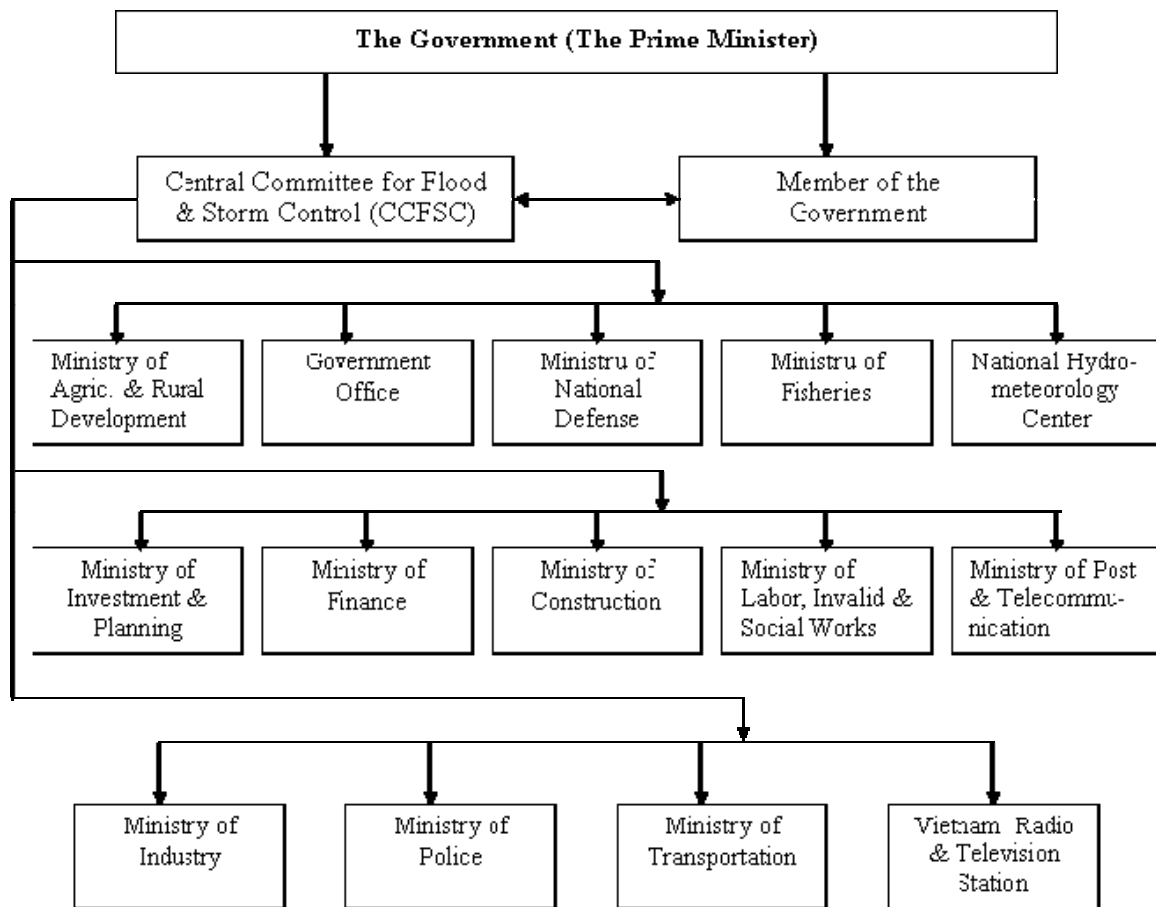 The Government (The Prime Minister)
Central Committee for Flood
& Storm Control (CCFSC)
Member of the
Government
Ministry of
Agric. & Rural
Development
Government
Office
Ministru of
National
Defense
Ministru of
Fisheries
National Hydro-
meteorology
Center
Ministry of
Investment &
Planning
Ministry of
Finance
Ministry of
Construction
Ministry of
Labor, Invalid &
Social Works
Ministry of Post
& Telecommu-
nication
Ministry of
Industry
Ministry of
Police
Ministry of
Transportation
Vietnam Radio
& Television
Station